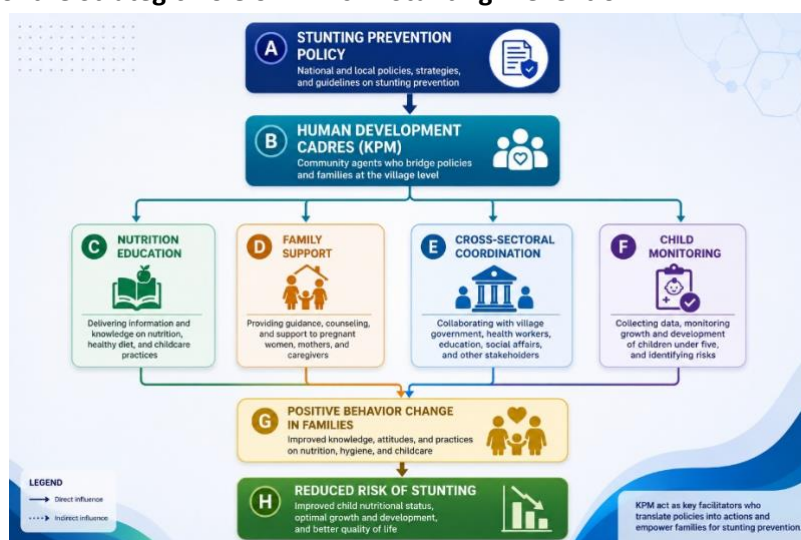 A
STUNTING PREVENTION
POLICY
National and local policies, strategies,
and guidelines on stunting prevention
B
HUMAN DEVELOPMENT
CADRES (KPM)
Community agents who bridge policies
and families at the village level
C
NUTRITION
EDUCATION
Delivering information and
knowledge on nutrition,
healthy diet, and childcare
practices
D
FAMILY
SUPPORT
Providing guidance, counseling,
and support to pregnant
women, mothers, and
caregivers
E
CROSS-SECTORAL
COORDINATION
Collaborating with village
government, health workers,
education, social affairs,
and other stakeholders
F
CHILD
MONITORING
Collecting data, monitoring
growth and development
of children under five,
and identifying risks
G
POSITIVE BEHAVIOR CHANGE
IN FAMILIES
Improved knowledge, attitudes, and practices
on nutrition, hygiene, and childcare
H
REDUCED RISK OF STUNTING
Improved child nutritional status,
optimal growth and development,
and better quality of life
LEGEND
Direct influence
Indirect influence
KPM act as key facilitators who
translate policies into actions and
empower families for stunting prevention